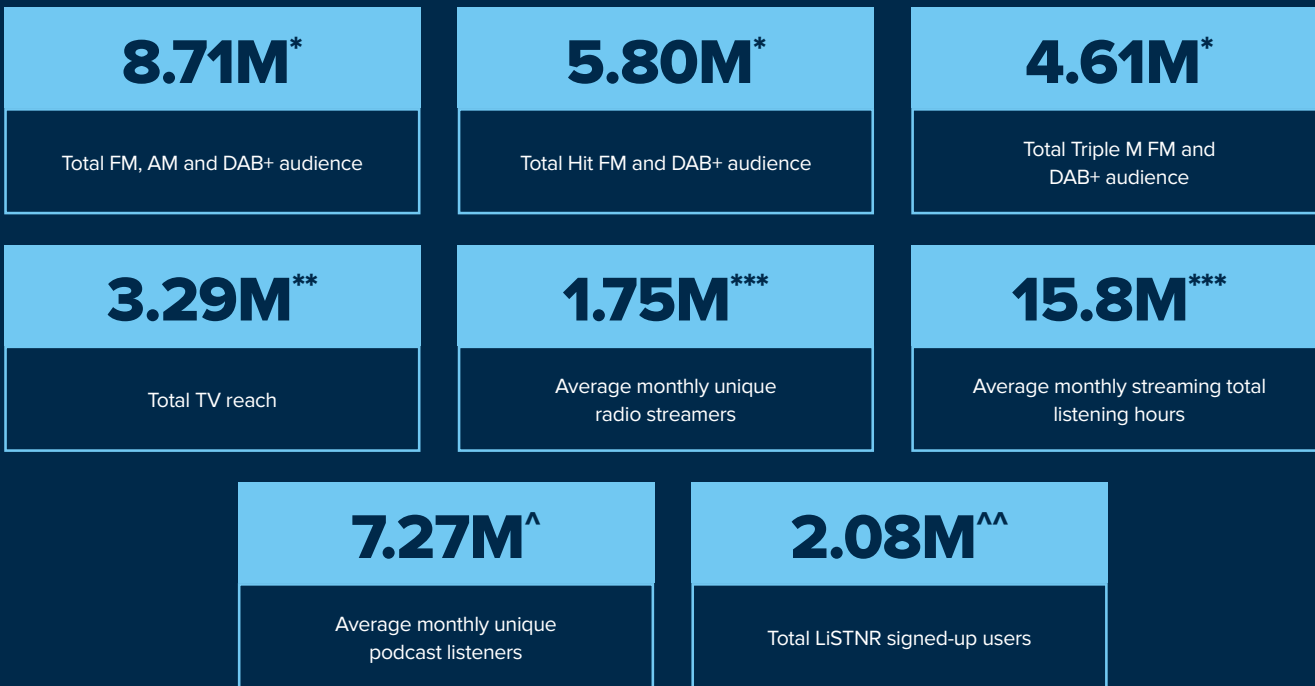 8.71M*
Total FM, AM and DAB+ audience
5.80M*
Total Hit FM and DAB+ audience
4.61M*
Total Triple M FM and
DAB+ audience
3.29M**
Total TV reach
1.75M***
Average monthly unique
radio streamers
15.8M***
Average monthly streaming total
listening hours
7.27M^
Average monthly unique
podcast listeners
2.08M^^
Total LiSTNR signed-up users